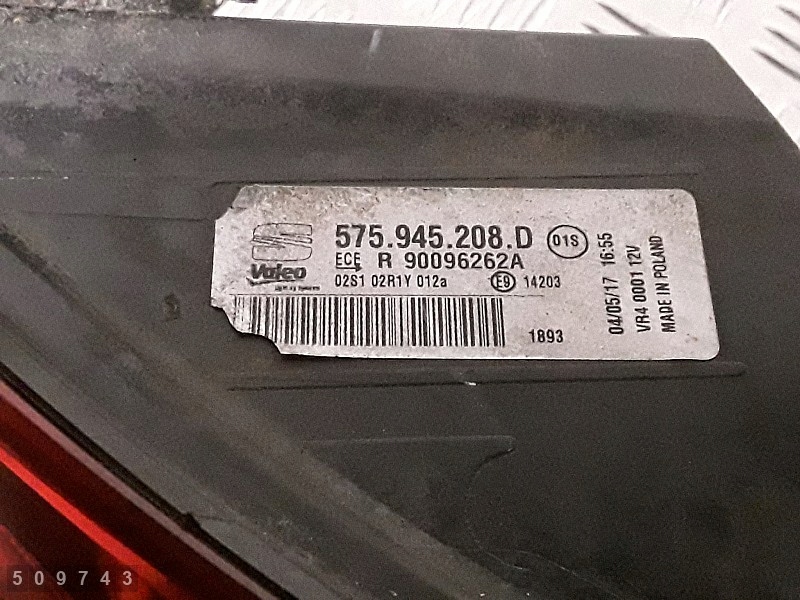 575.945.208.D 01S
Valeo ECE R 90096262A
02S1 02R1Y 012a E9 14203
1893
04/05/17 16:55
VR4 0001 12V
MADE IN POLAND
509743